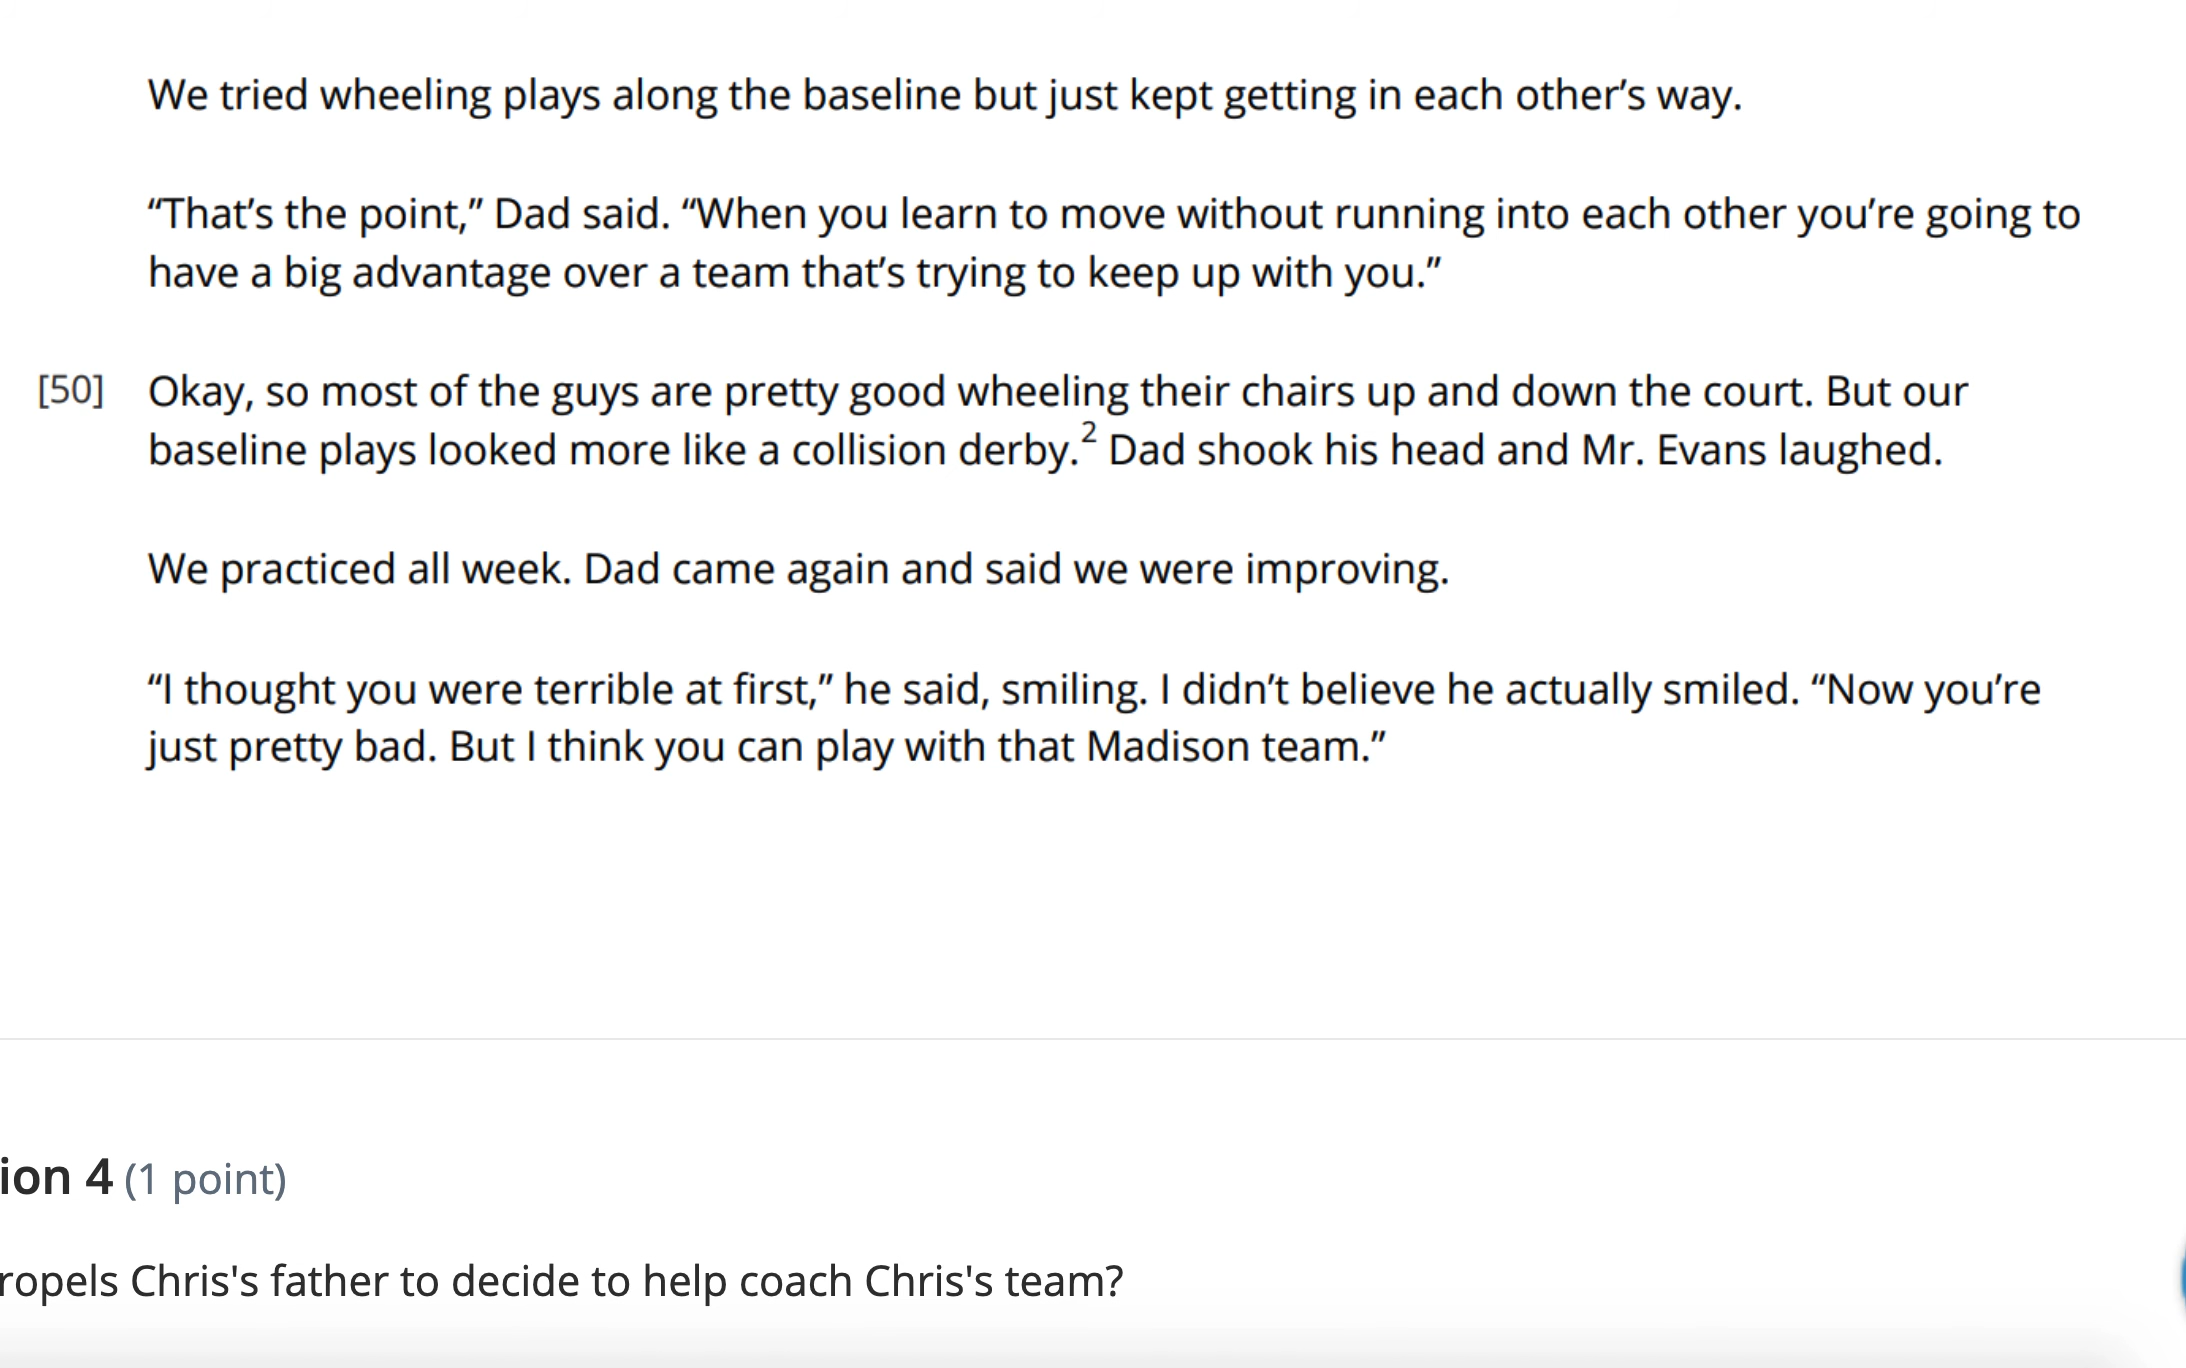 We tried wheeling plays along the baseline but just kept getting in each other’s way.
“That’s the point,” Dad said. “When you learn to move without running into each other you’re going to
have a big advantage over a team that’s trying to keep up with you.”
[50] Okay, so most of the guys are pretty good wheeling their chairs up and down the court. But our
baseline plays looked more like a collision derby.² Dad shook his head and Mr. Evans laughed.
We practiced all week. Dad came again and said we were improving.
“I thought you were terrible at first,” he said, smiling. I didn’t believe he actually smiled. “Now you’re
just pretty bad. But I think you can play with that Madison team.”
ion 4 (1 point)
ropels Chris's father to decide to help coach Chris's team?